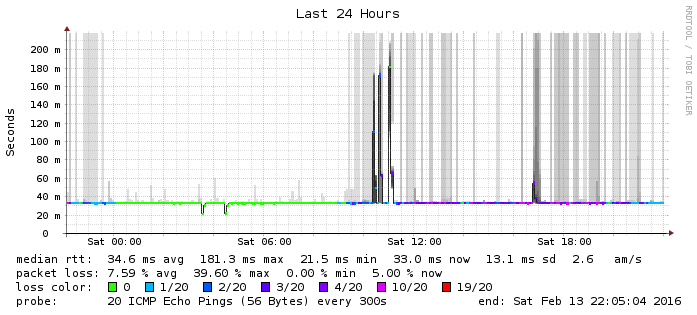 Last 24 Hours
RRDTOOL / TOBI OETIKER
Seconds
200 m
180 m
160 m
140 m
120 m
100 m
80 m
60 m
40 m
20 m
0
Sat 00:00 Sat 06:00 Sat 12:00 Sat 18:00
median rtt: 34.6 ms avg 181.3 ms max 21.5 ms min 33.0 ms now 13.1 ms sd 2.6 am/s
packet loss: 7.59 % avg 39.60 % max 0.00 % min 5.00 % now
loss color: 0 1/20 2/20 3/20 4/20 10/20 19/20
probe: 20 ICMP Echo Pings (56 Bytes) every 300s end: Sat Feb 13 22:05:04 2016